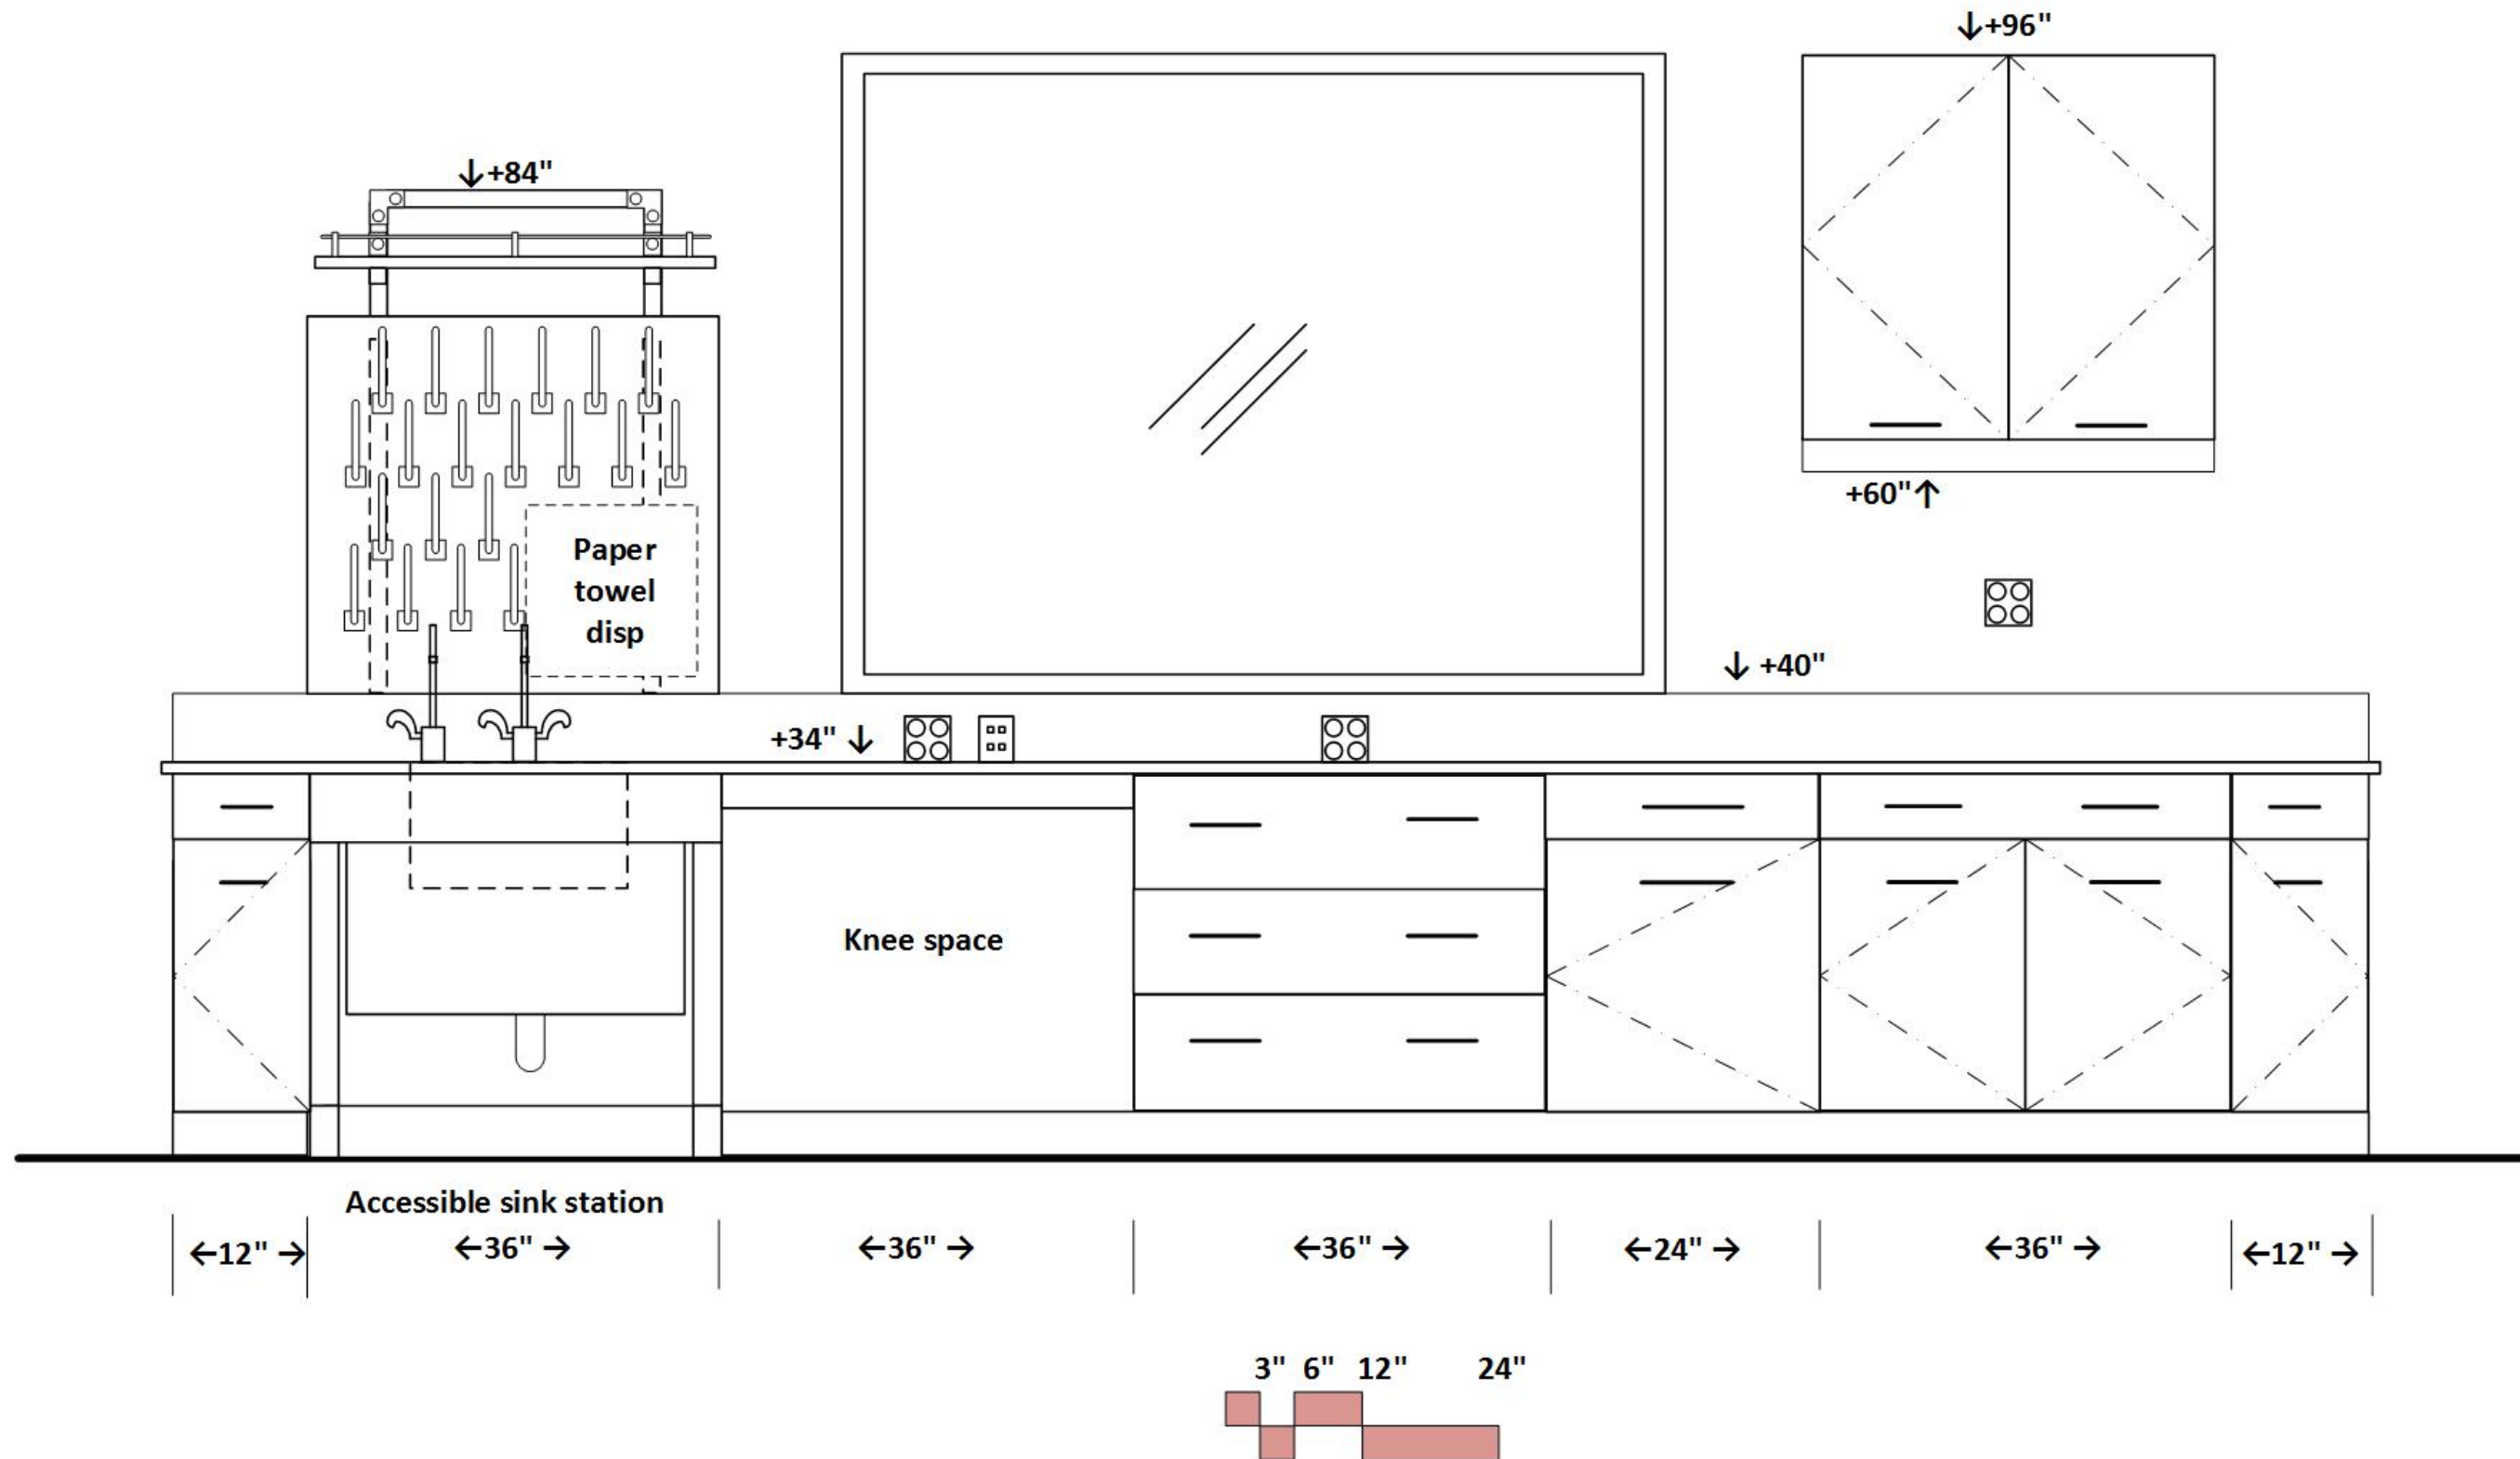 ↓+96"
↓+84"
+60"↑
Paper
towel
disp
↓ +40"
+34" ↓
Knee space
Accessible sink station
←12" →
←36" →
←36" →
←36" →
←24" →
←36" →
←12" →
3" 6" 12" 24"